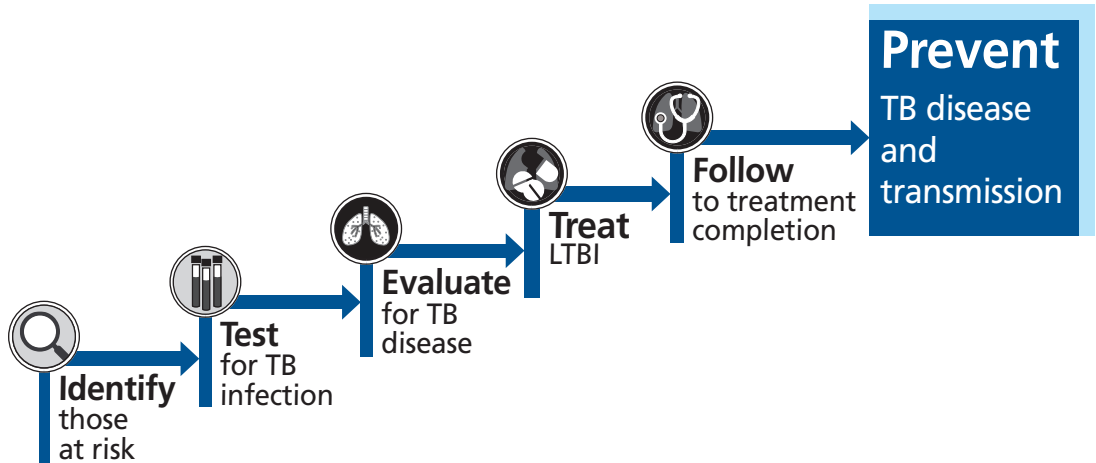 Identify
those
at risk
Test
for TB
infection
Evaluate
for TB
disease
Treat
LTBI
Follow
to treatment
completion
Prevent
TB disease
and
transmission